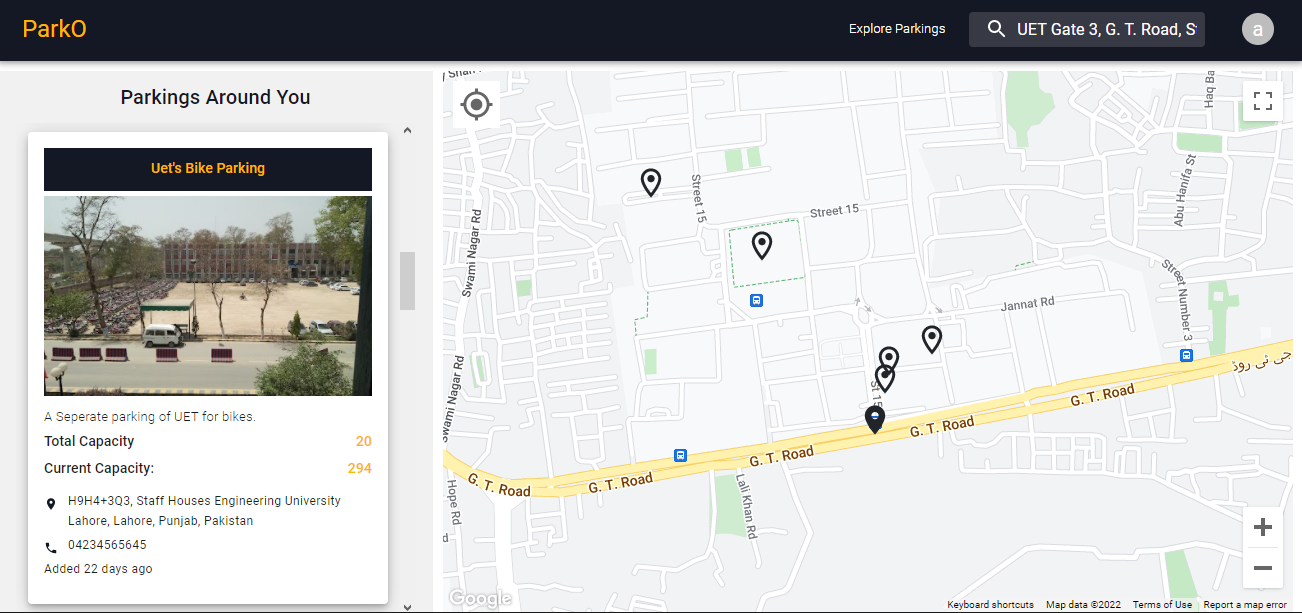 ParkO
Explore Parkings
UET Gate 3, G. T. Road, S
a
Parkings Around You
Uet's Bike Parking
A Seperate parking of UET for bikes.
Total Capacity 20
Current Capacity: 294
H9H4+3Q3, Staff Houses Engineering University
Lahore, Lahore, Punjab, Pakistan
04234565645
Added 22 days ago
Street 15
Street 15
Swami Nagar Rd
Swami Nagar Rd
Haq Ba
Abu Hanifa St
Street Number 3
Jannat Rd
St 15
جی ٹی روڈ
G. T. Road
G. T. Road
G. T. Road
G. T. Road
G. T. Road
Hope Rd
Lali Khan Rd
Google
Keyboard shortcuts
Map data ©2022
Terms of Use
Report a map error